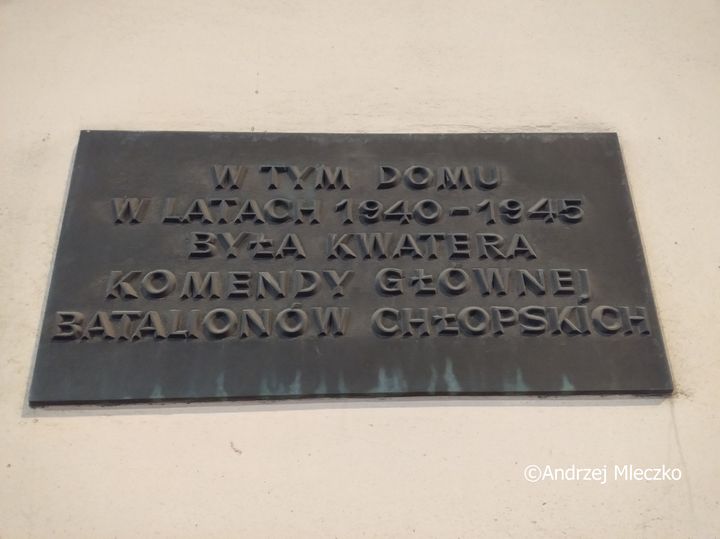 W TYM DOMU
W LATACH 1940-1945
BYŁA KWATERA
KOMENDY GŁÓWNEJ
BATALIONÓW CHŁOPSKICH
©Andrzej Mleczko